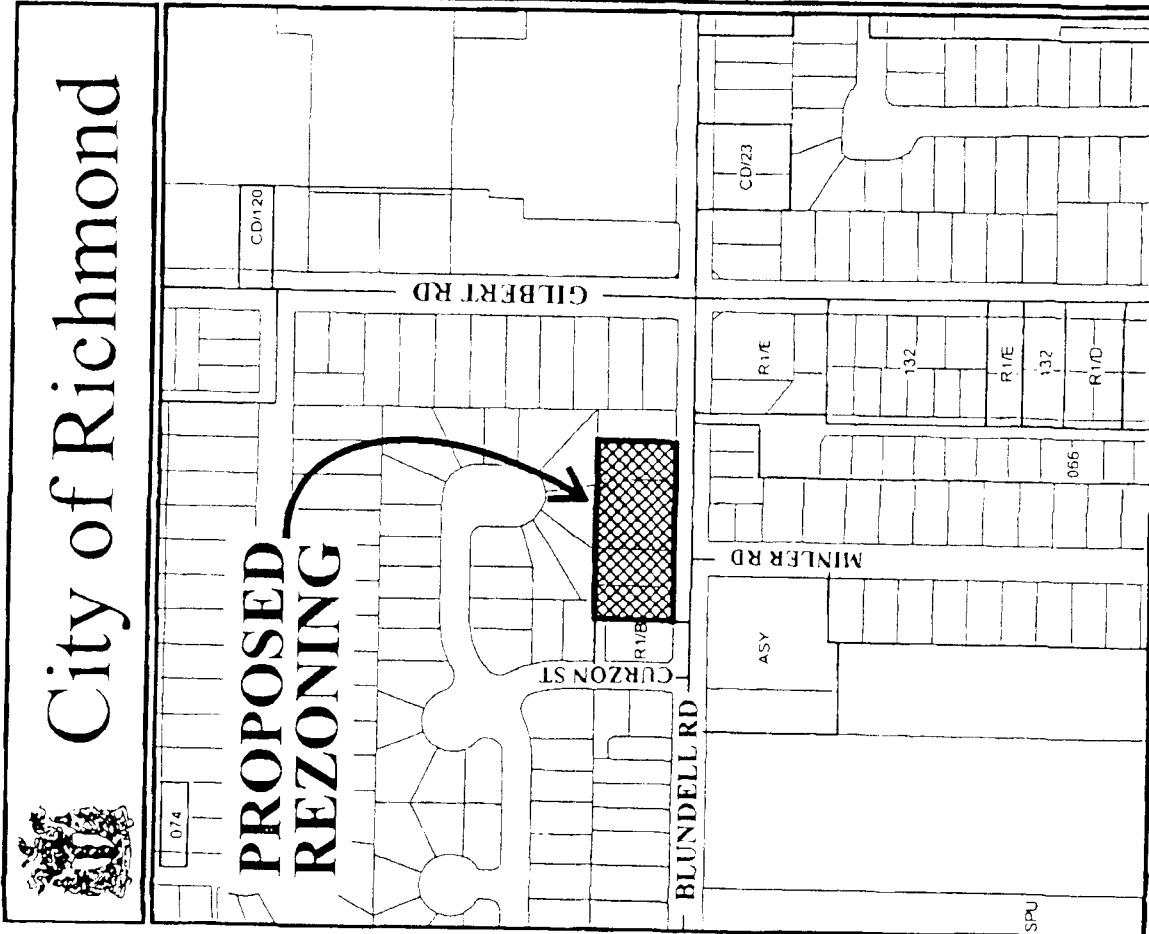 City of Richmond
074
PROPOSED
REZONING
CD/120
GILBERT RD
R1/B
CURZON ST
BLUNDELL RD
MINLER RD
CD/23
R1/E
132
R1/E
132
R1/D
066
ASY
SPU